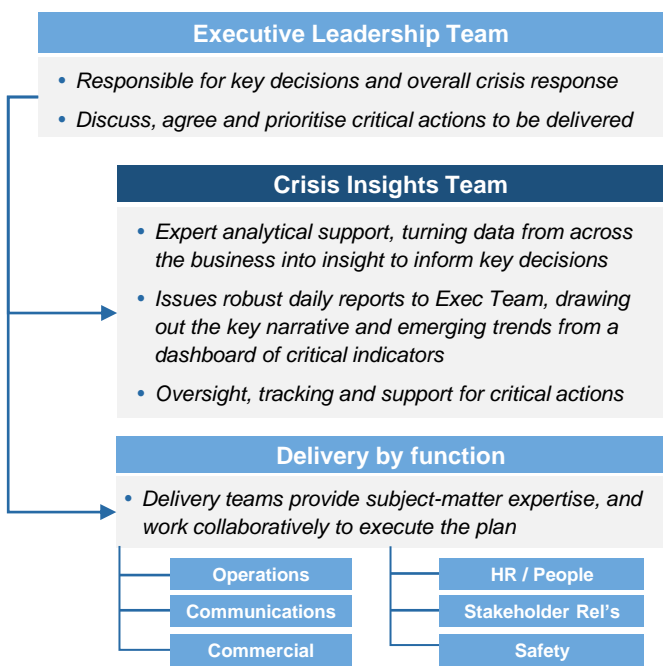 Executive Leadership Team
• Responsible for key decisions and overall crisis response
• Discuss, agree and prioritise critical actions to be delivered
Crisis Insights Team
• Expert analytical support, turning data from across
the business into insight to inform key decisions
• Issues robust daily reports to Exec Team, drawing
out the key narrative and emerging trends from a
dashboard of critical indicators
• Oversight, tracking and support for critical actions
Delivery by function
• Delivery teams provide subject-matter expertise, and
work collaboratively to execute the plan
Operations
Communications
Commercial
HR / People
Stakeholder Rel's
Safety